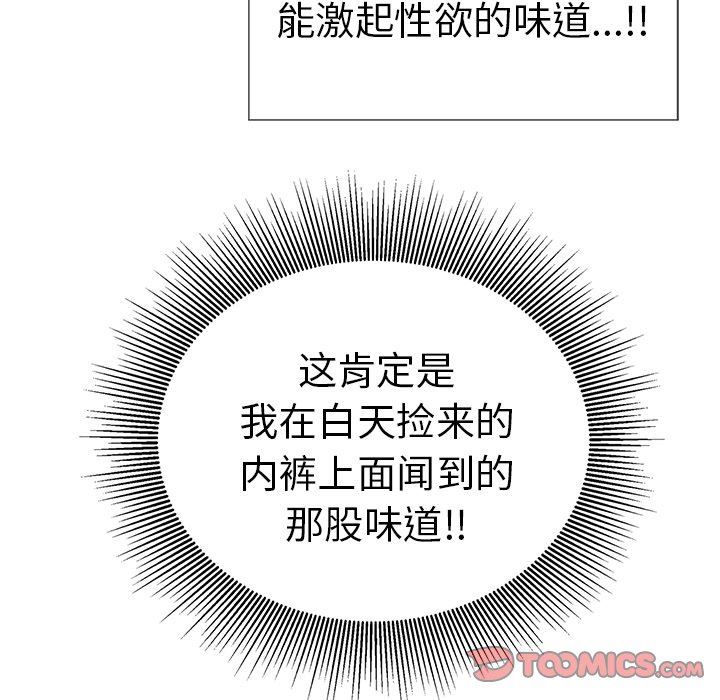 能激起性欲的味道...!!
这肯定是
我在白天捡来的
内裤上面闻到的
那股味道!!
TOOMICS.COM